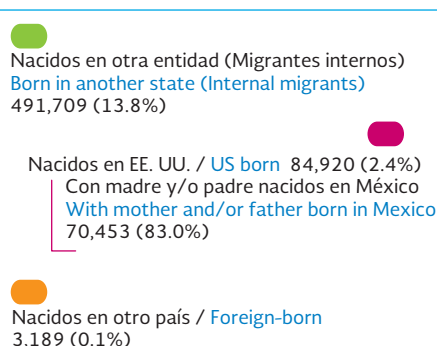 Nacidos en otra entidad (Migrantes internos)
Born in another state (Internal migrants)
491,709 (13.8%)
Nacidos en EE. UU. / US born 84,920 (2.4%)
Con madre y/o padre nacidos en México
With mother and/or father born in Mexico
70,453 (83.0%)
Nacidos en otro país / Foreign-born
3,189 (0.1%)